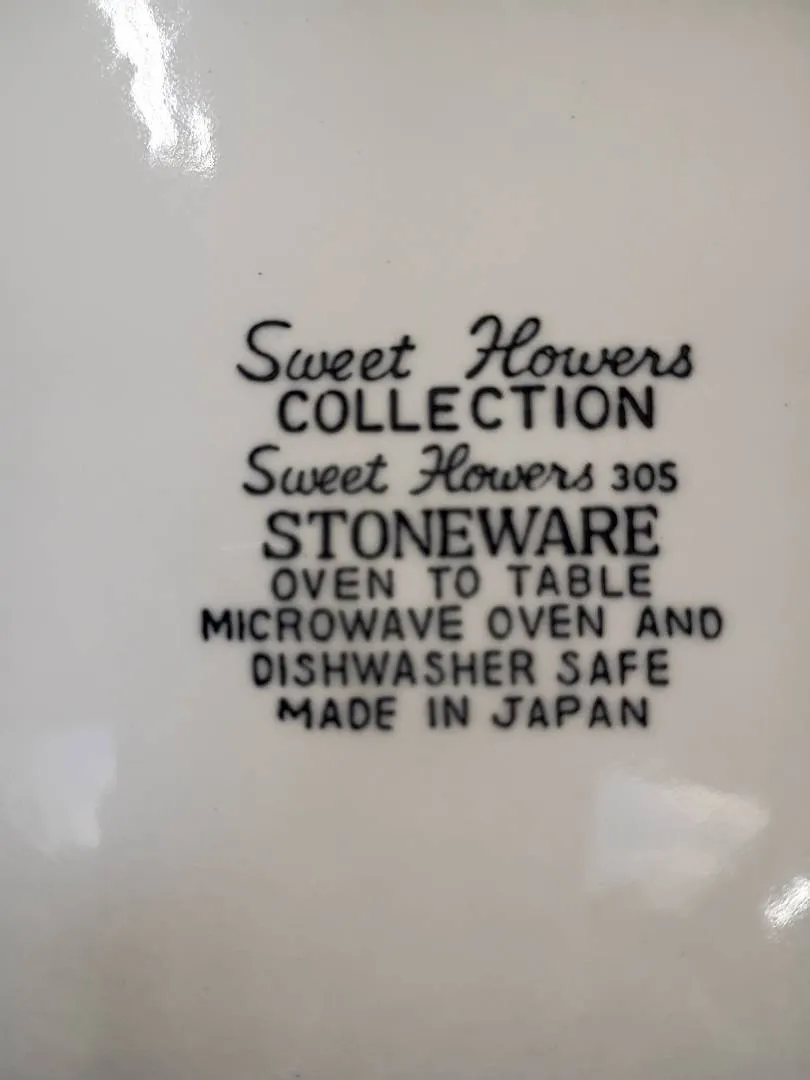 Sweet Flowers
COLLECTION
Sweet Flowers 305
STONEWARE
OVEN TO TABLE
MICROWAVE OVEN AND
DISHWASHER SAFE
MADE IN JAPAN